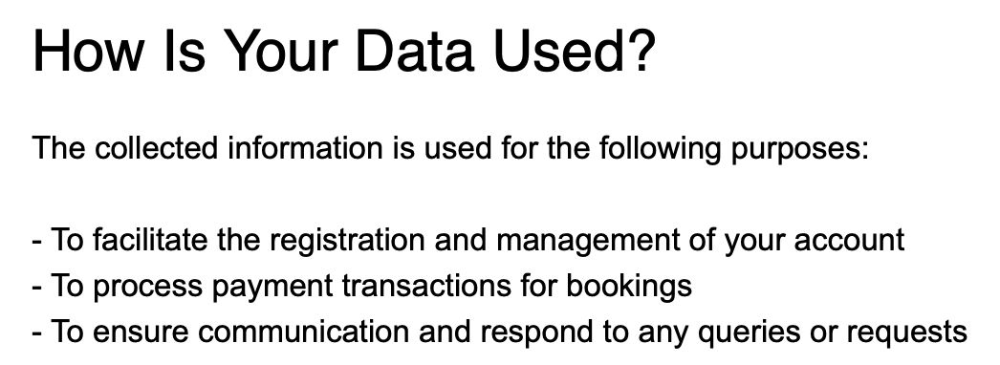 How Is Your Data Used?
The collected information is used for the following purposes:
- To facilitate the registration and management of your account
- To process payment transactions for bookings
- To ensure communication and respond to any queries or requests